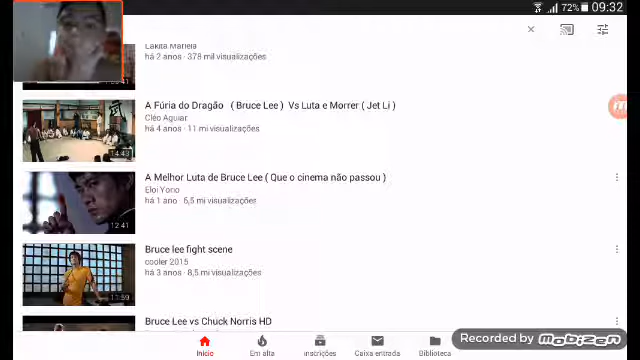 72% 09:32
Lakita Mariela
há 2 anos · 378 mil visualizações
A Fúria do Dragão ( Bruce Lee ) Vs Luta e Morrer ( Jet Li )
Cléo Aguiar
há 4 anos · 11 mi visualizações
14:43
A Melhor Luta de Bruce Lee ( Que o cinema não passou )
Eloi Yono
há 1 ano · 6,5 mi visualizações
12:41
Bruce lee fight scene
cooler 2015
há 3 anos · 8,5 mi visualizações
11:59
Bruce Lee vs Chuck Norris HD
Recorded by Mobizen
Início Em alta Inscrições Caixa entrada Biblioteca